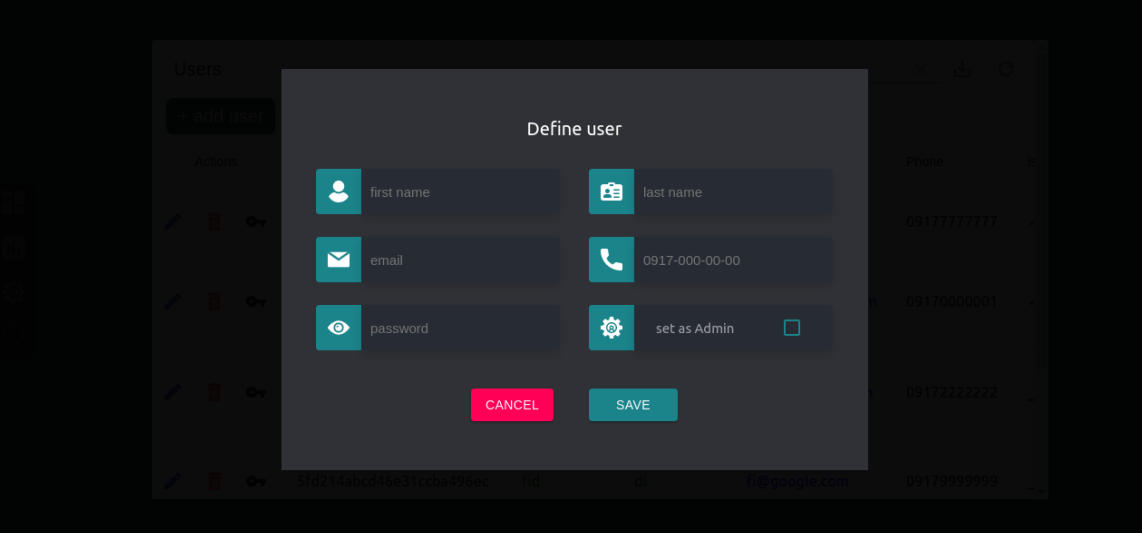 Users
+ add user
Actions
Phone
Define user
first name
last name
09177777777
email
0917-000-00-00
09170000001
password
set as Admin
CANCEL
SAVE
09172222222
5fd214abcd46e31ccba496ec fid di fi@google.com 09179999999